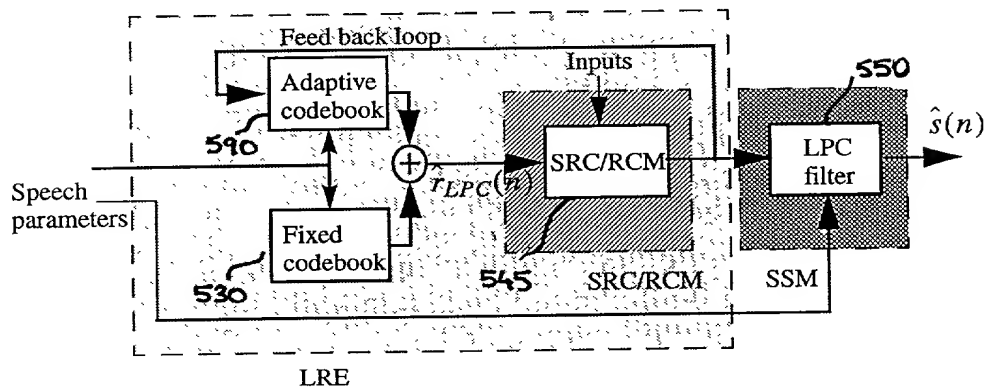 Feed back loop
Adaptive
codebook
590
Inputs
550
SRC/RCM
LPC
filter
ŝ(n)
+
r̂_LPC(n)
Speech
parameters
Fixed
codebook
530
545
SRC/RCM
SSM
LRE